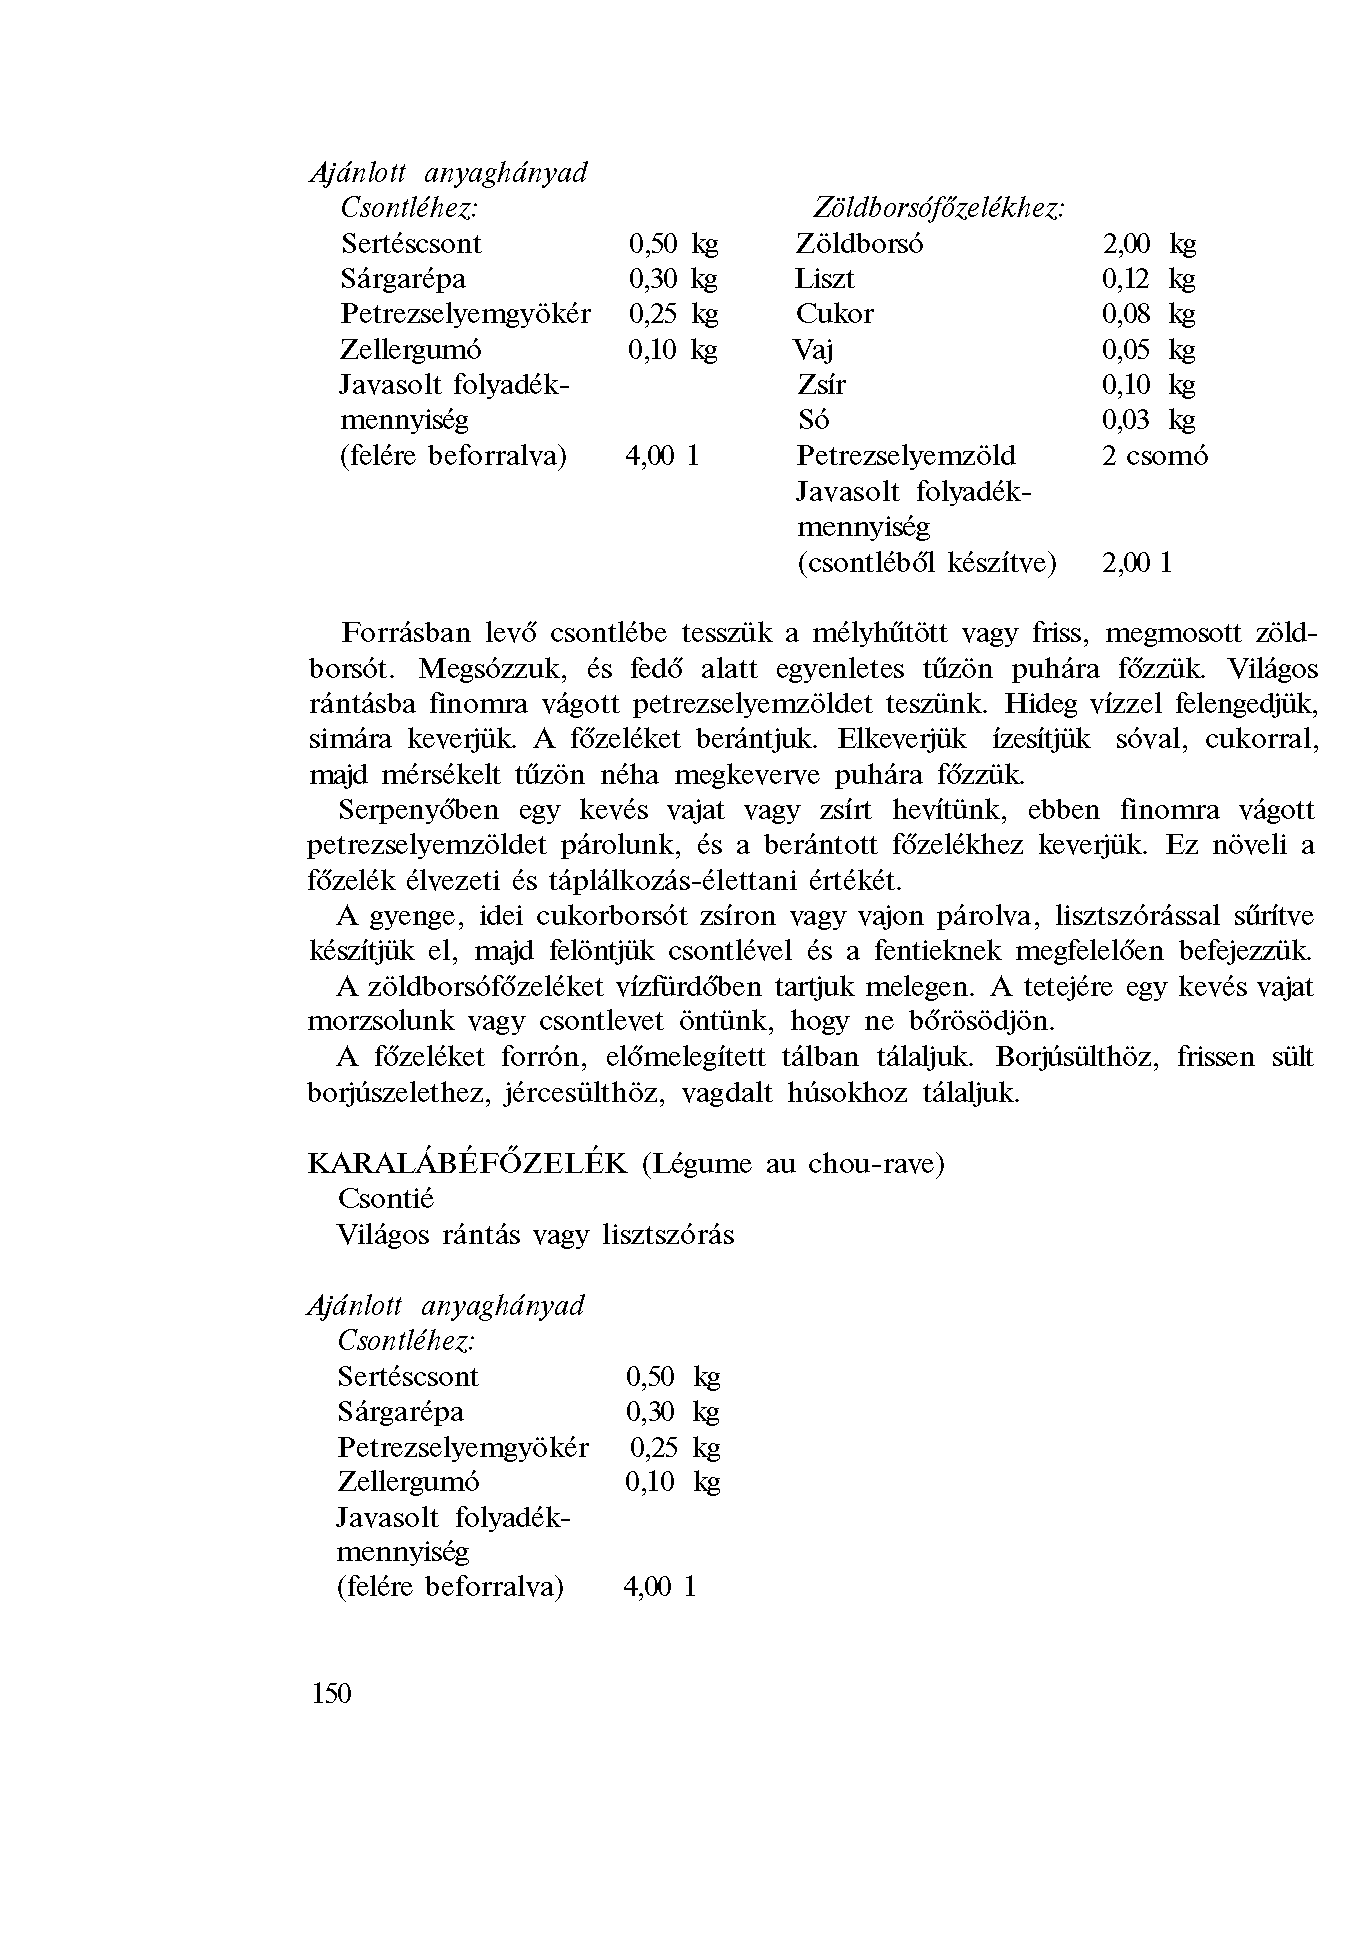 Ajánlott anyaghányad
Csontléhez:
Sertéscsont 0,50 kg
Sárgarépa 0,30 kg
Petrezselyemgyökér 0,25 kg
Zellergumó 0,10 kg
Javasolt folyadék-
mennyiség
(felére beforralva) 4,00 l
Zöldborsófőzelékhez:
Zöldborsó 2,00 kg
Liszt 0,12 kg
Cukor 0,08 kg
Vaj 0,05 kg
Zsír 0,10 kg
Só 0,03 kg
Petrezselyemzöld 2 csomó
Javasolt folyadék-
mennyiség
(csontléből készítve) 2,00 l
Forrásban levő csontlébe tesszük a mélyhűtött vagy friss, megmosott zöld-
borsót. Megsózzuk, és fedő alatt egyenletes tűzön puhára főzzük. Világos
rántásba finomra vágott petrezselyemzöldet teszünk. Hideg vízzel felengedjük,
simára keverjük. A főzeléket berántjuk. Elkeverjük ízesítjük sóval, cukorral,
majd mérsékelt tűzön néha megkeverve puhára főzzük.
Serpenyőben egy kevés vajat vagy zsírt hevítünk, ebben finomra vágott
petrezselyemzöldet párolunk, és a berántott főzelékhez keverjük. Ez növeli a
főzelék élvezeti és táplálkozás-élettani értékét.
A gyenge, idei cukorborsót zsíron vagy vajon párolva, lisztszórással sűrítve
készítjük el, majd felöntjük csontlével és a fentieknek megfelelően befejezzük.
A zöldborsófőzeléket vízfürdőben tartjuk melegen. A tetejére egy kevés vajat
morzsolunk vagy csontlevet öntünk, hogy ne bőrösödjön.
A főzeléket forrón, előmelegített tálban tálaljuk. Borjúsülthöz, frissen sült
borjúszelethez, jércesülthöz, vagdalt húsokhoz tálaljuk.
KARALÁBÉFŐZELÉK (Légume au chou-rave)
Csontié
Világos rántás vagy lisztszórás
Ajánlott anyaghányad
Csontléhez:
Sertéscsont 0,50 kg
Sárgarépa 0,30 kg
Petrezselyemgyökér 0,25 kg
Zellergumó 0,10 kg
Javasolt folyadék-
mennyiség
(felére beforralva) 4,00 l
150